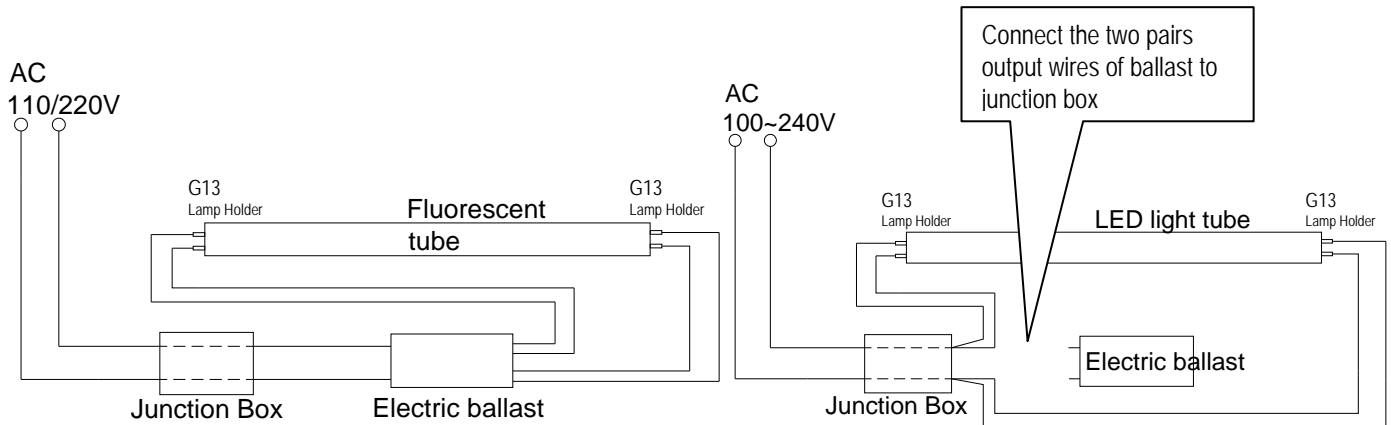 AC
110/220V
G13
Lamp Holder
Fluorescent
tube
G13
Lamp Holder
Junction Box
Electric ballast
Connect the two pairs
output wires of ballast to
junction box
AC
100~240V
G13
Lamp Holder
LED light tube
G13
Lamp Holder
Electric ballast
Junction Box